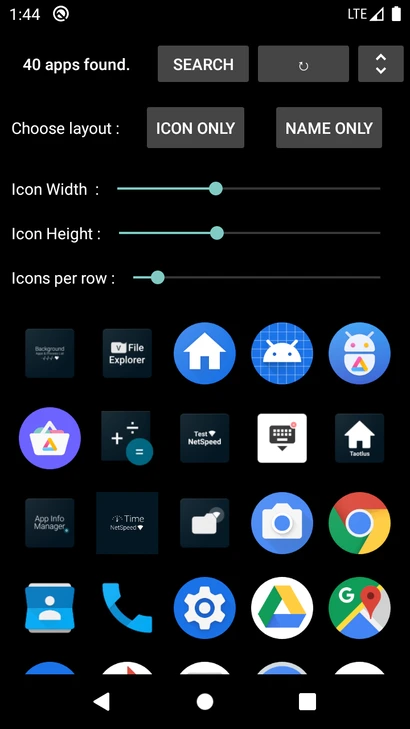 1:44
LTE
40 apps found.
SEARCH
Choose layout :
ICON ONLY
NAME ONLY
Icon Width :
Icon Height :
Icons per row :
Background
V File
Explorer
Test
NetSpeed
Taotlus
App Info
Manager
Time
NetSpeed
G